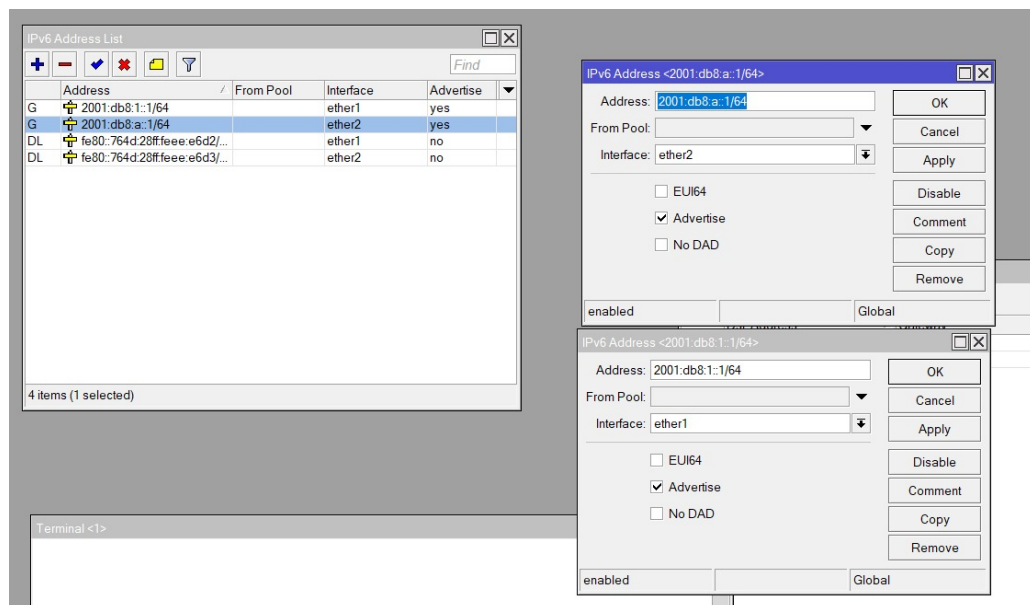 IPv6 Address List
Find
Address / From Pool Interface Advertise
G 2001:db8:1::1/64 ether1 yes
G 2001:db8:a::1/64 ether2 yes
DL fe80::764d:28ff:feee:e6d2/... ether1 no
DL fe80::764d:28ff:feee:e6d3/... ether2 no
4 items (1 selected)
IPv6 Address <2001:db8:a::1/64>
Address: 2001:db8:a::1/64
OK
From Pool:
Cancel
Interface: ether2
Apply
EUI64
Disable
Advertise
Comment
No DAD
Copy
Remove
enabled
Global
IPv6 Address <2001:db8:1::1/64>
Address: 2001:db8:1::1/64
OK
From Pool:
Cancel
Interface: ether1
Apply
EUI64
Disable
Advertise
Comment
No DAD
Copy
Remove
enabled
Global
Terminal <1>